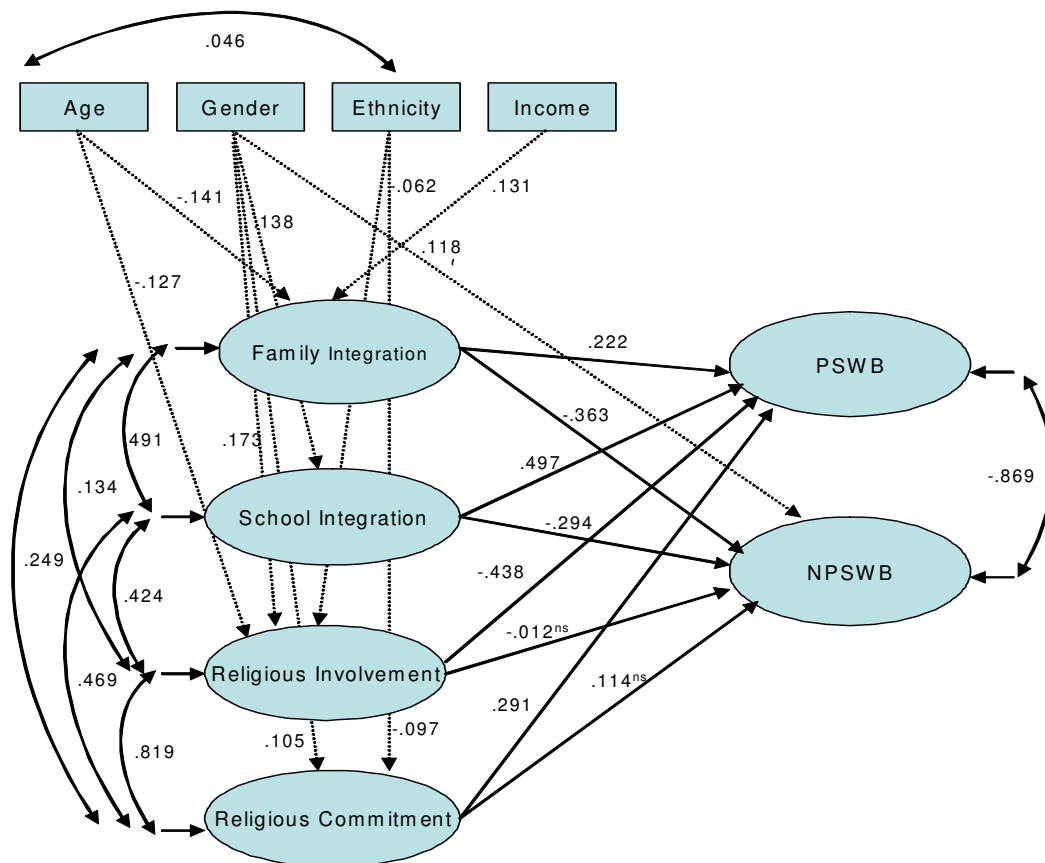 .046
Age
Gender
Ethnicity
Income
-.141
.138
-.062
.131
.118
-.127
Family Integration
.222
PSWB
-.363
491
.173
.497
.134
School Integration
-.294
-.869
.249
.424
-.438
NPSWB
-.012ns
.469
Religious Involvement
.114ns
.291
.819
.105
-.097
Religious Commitment